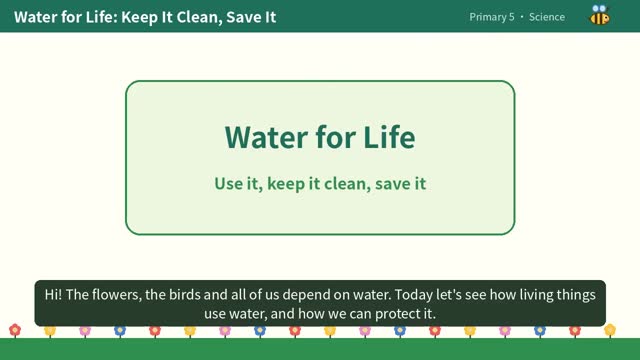 Water for Life: Keep It Clean, Save It
Primary 5 • Science
Water for Life
Use it, keep it clean, save it
Hi! The flowers, the birds and all of us depend on water. Today let's see how living things
use water, and how we can protect it.